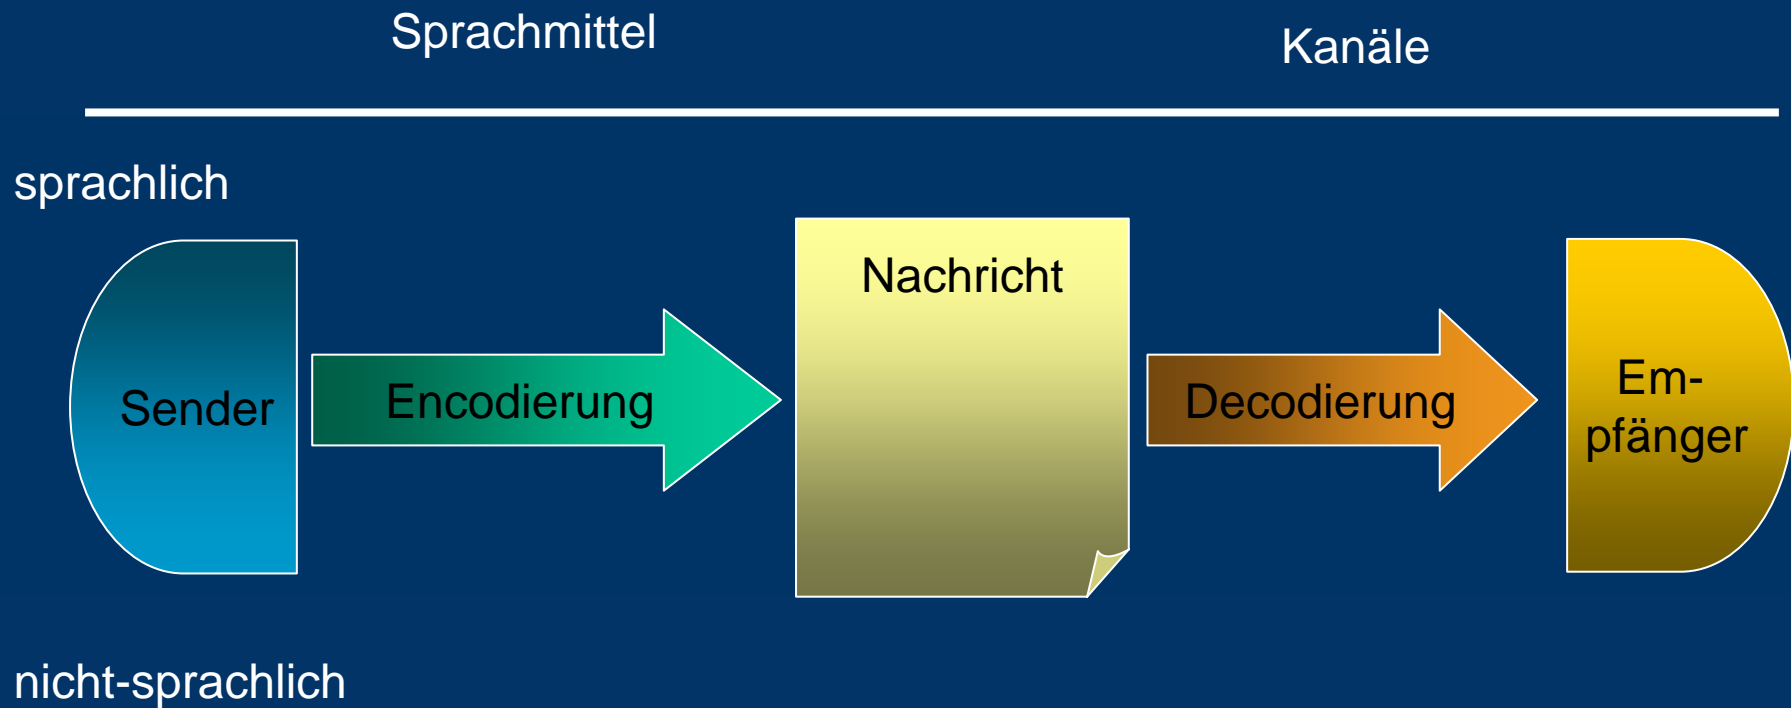 Sprachmittel
Kanäle
sprachlich
Sender
Encodierung
Nachricht
Decodierung
Em-
pfänger
nicht-sprachlich